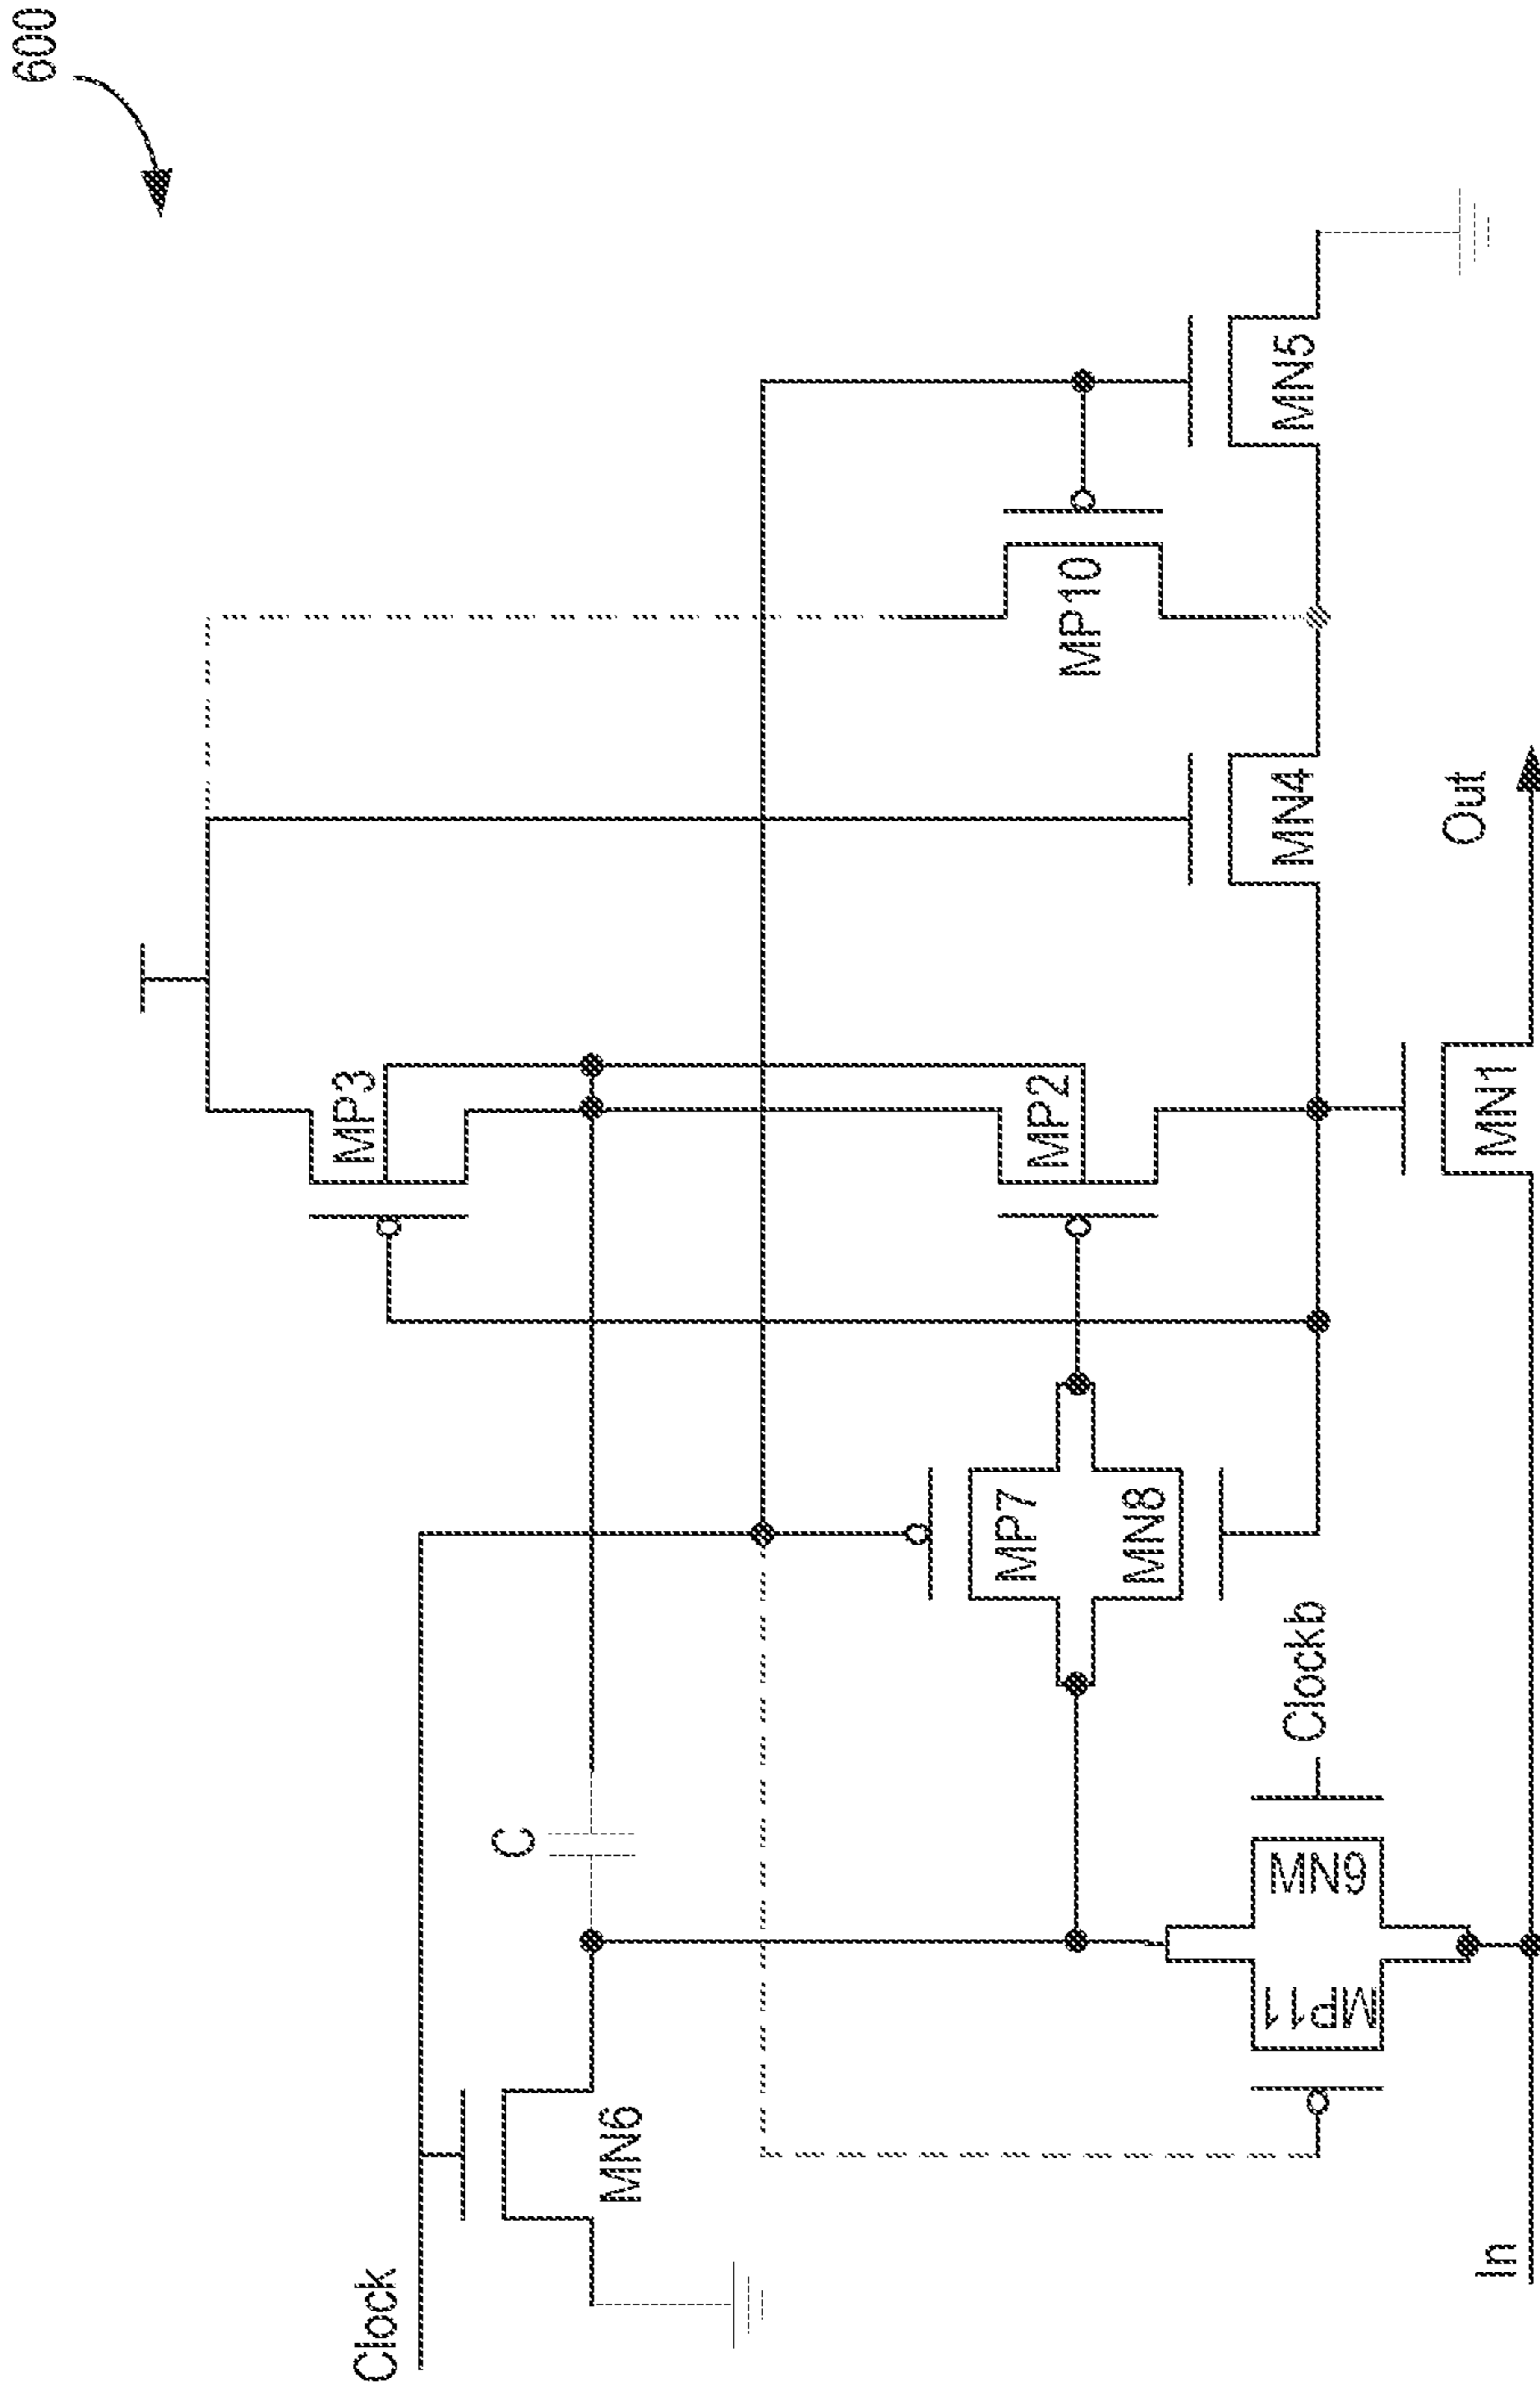 600
Clock
MN6
C
MP3
MP2
MP7
MN8
MP10
MN4
MN5
MP11
MN9
Clockb
MN1
In
Out